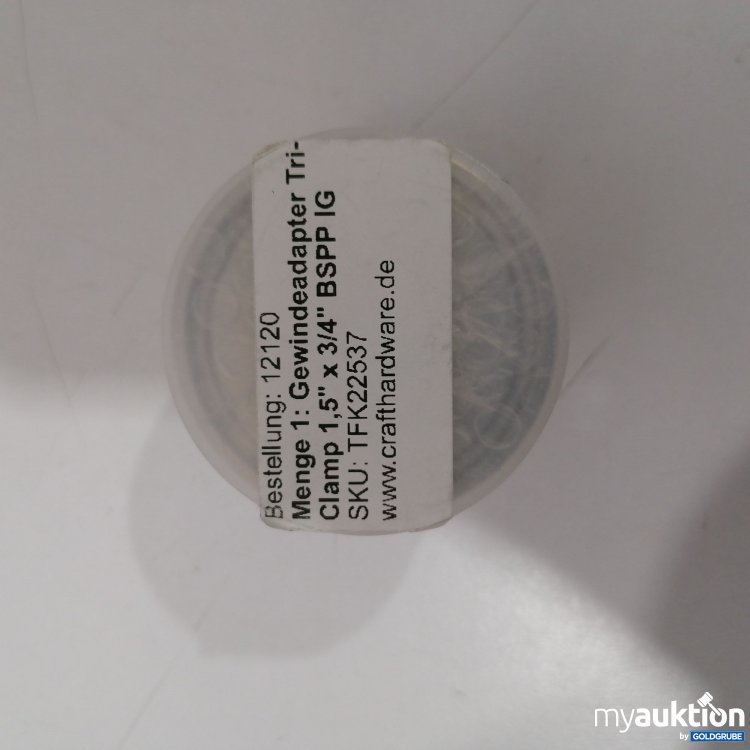 Bestellung: 12120
Menge 1: Gewindeadapter Tri-
Clamp 1,5" x 3/4" BSPP IG
SKU: TFK22537
www.crafthardware.de
myauktion
by GOLDGRUBE